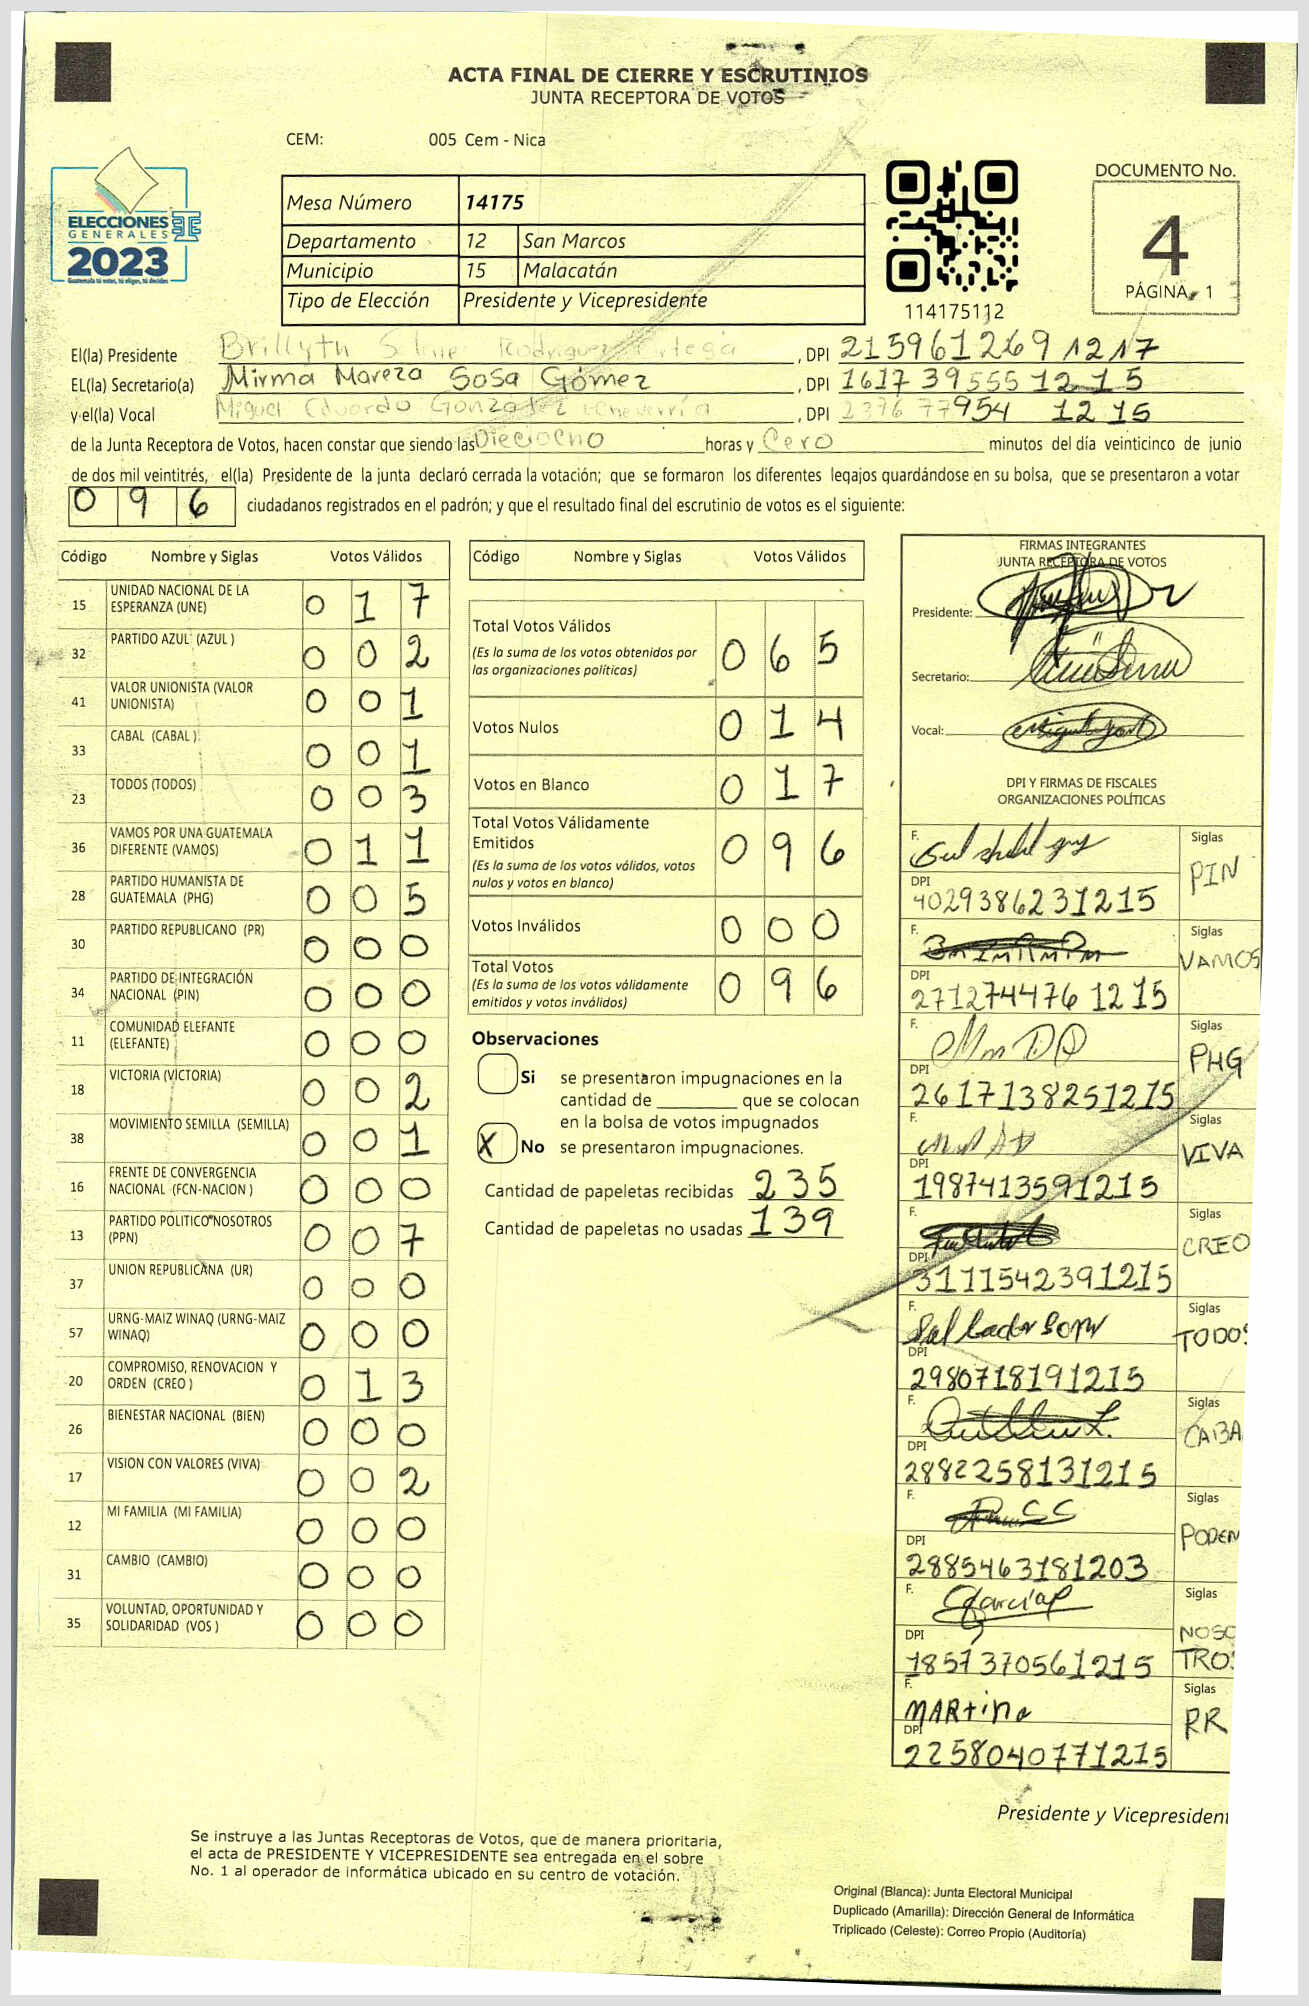 ACTA FINAL DE CIERRE Y ESCRUTINIOS
JUNTA RECEPTORA DE VOTOS
CEM: 005 Cem - Nica
ELECCIONES
GENERALES
2023
Guatemala tú votas, tú eliges, tú decides
Mesa Número 14175
Departamento 12 San Marcos
Municipio 15 Malacatán
Tipo de Elección Presidente y Vicepresidente
114175112
DOCUMENTO No.
4
PÁGINA 1
El(la) Presidente Brillyth Rodriguez Ortega , DPI 215961269 1217
EL(la) Secretario(a) Mirma Mareza Sosa Gómez , DPI 1617 39555 12 15
y el(la) Vocal Miguel Eduardo Gonzalez Echeverría , DPI 2376 77954 12 15
de la Junta Receptora de Votos, hacen constar que siendo las Dieciocho horas y Cero minutos del día veinticinco de junio
de dos mil veintitrés, el(la) Presidente de la junta declaró cerrada la votación; que se formaron los diferentes legajos guardándose en su bolsa, que se presentaron a votar
096 ciudadanos registrados en el padrón; y que el resultado final del escrutinio de votos es el siguiente:
Código Nombre y Siglas Votos Válidos
15 UNIDAD NACIONAL DE LA ESPERANZA (UNE) 0 1 7
32 PARTIDO AZUL (AZUL ) 0 0 2
41 VALOR UNIONISTA (VALOR UNIONISTA) 0 0 1
33 CABAL (CABAL ) 0 0 1
23 TODOS (TODOS) 0 0 3
36 VAMOS POR UNA GUATEMALA DIFERENTE (VAMOS) 0 1 1
28 PARTIDO HUMANISTA DE GUATEMALA (PHG) 0 0 5
30 PARTIDO REPUBLICANO (PR) 0 0 0
34 PARTIDO DE INTEGRACIÓN NACIONAL (PIN) 0 0 0
11 COMUNIDAD ELEFANTE (ELEFANTE) 0 0 0
18 VICTORIA (VICTORIA) 0 0 2
38 MOVIMIENTO SEMILLA (SEMILLA) 0 0 1
16 FRENTE DE CONVERGENCIA NACIONAL (FCN-NACION ) 0 0 0
13 PARTIDO POLITICO NOSOTROS (PPN) 0 0 7
37 UNION REPUBLICANA (UR) 0 0 0
57 URNG-MAIZ WINAQ (URNG-MAIZ WINAQ) 0 0 0
20 COMPROMISO, RENOVACION Y ORDEN (CREO ) 0 1 3
26 BIENESTAR NACIONAL (BIEN) 0 0 0
17 VISION CON VALORES (VIVA) 0 0 2
12 MI FAMILIA (MI FAMILIA) 0 0 0
31 CAMBIO (CAMBIO) 0 0 0
35 VOLUNTAD, OPORTUNIDAD Y SOLIDARIDAD (VOS ) 0 0 0
Código Nombre y Siglas Votos Válidos
Total Votos Válidos 0 6 5
(Es la suma de los votos obtenidos por
las organizaciones políticas)
Votos Nulos 0 1 4
Votos en Blanco 0 1 7
Total Votos Válidamente
Emitidos 0 9 6
(Es la suma de los votos válidos, votos
nulos y votos en blanco)
Votos Inválidos 0 0 0
Total Votos 0 9 6
(Es la suma de los votos válidamente
emitidos y votos inválidos)
Observaciones
Si se presentaron impugnaciones en la
cantidad de ________ que se colocan
en la bolsa de votos impugnados
X No se presentaron impugnaciones.
Cantidad de papeletas recibidas 235
Cantidad de papeletas no usadas 139
FIRMAS INTEGRANTES
JUNTA RECEPTORA DE VOTOS
Presidente:
Secretario:
Vocal:
DPI Y FIRMAS DE FISCALES
ORGANIZACIONES POLÍTICAS
F. Siglas PIN
DPI 4029386231215
F. Siglas VAMOS
DPI 271274476 12 15
F. Siglas PHG
DPI 2617138251215
F. Siglas VIVA
DPI 1987413591215
F. Siglas CREO
DPI 3111542391215
F. Siglas TODOS
DPI 2980718191215
F. Siglas CABA
DPI 2882258131215
F. Siglas PODEM
DPI 2885463181203
F. Garcia Siglas NOSOTROS
DPI 1857370561215
F. MARtina Siglas RR
DPI 2258040771215
Presidente y Vicepresident
Se instruye a las Juntas Receptoras de Votos, que de manera prioritaria,
el acta de PRESIDENTE Y VICEPRESIDENTE sea entregada en el sobre
No. 1 al operador de informática ubicado en su centro de votación.
Original (Blanca): Junta Electoral Municipal
Duplicado (Amarilla): Dirección General de Informática
Triplicado (Celeste): Correo Propio (Auditoría)